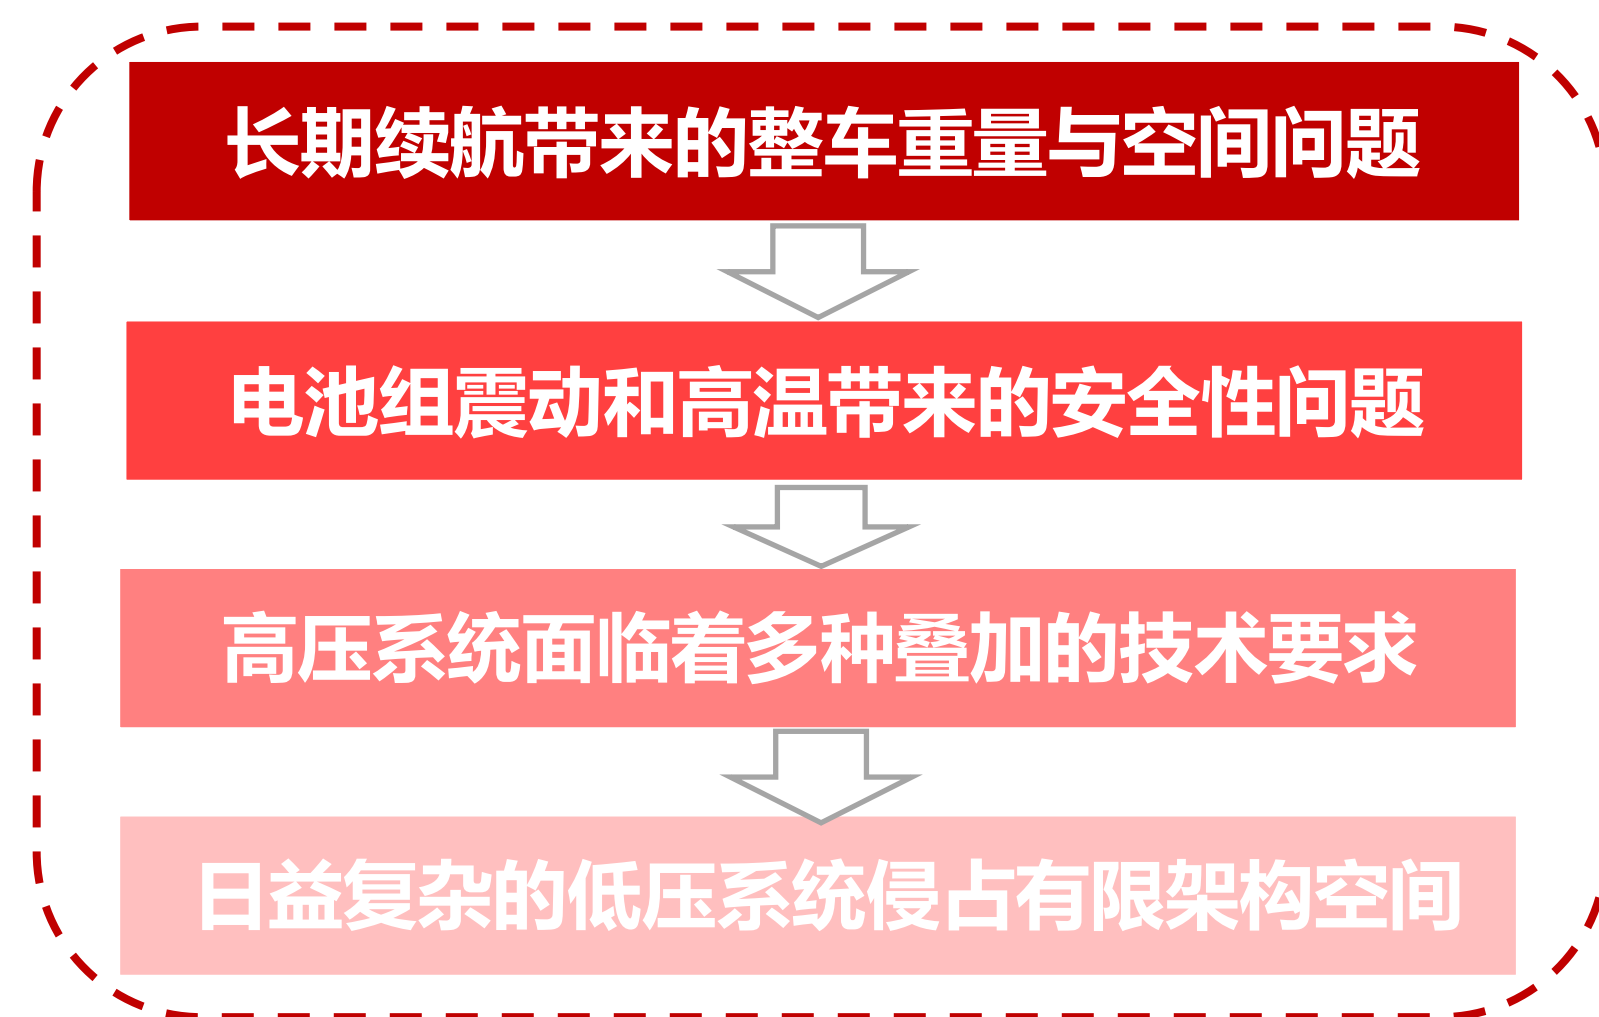 长期续航带来的整车重量与空间问题
电池组震动和高温带来的安全性问题
高压系统面临着多种叠加的技术要求
日益复杂的低压系统侵占有限架构空间